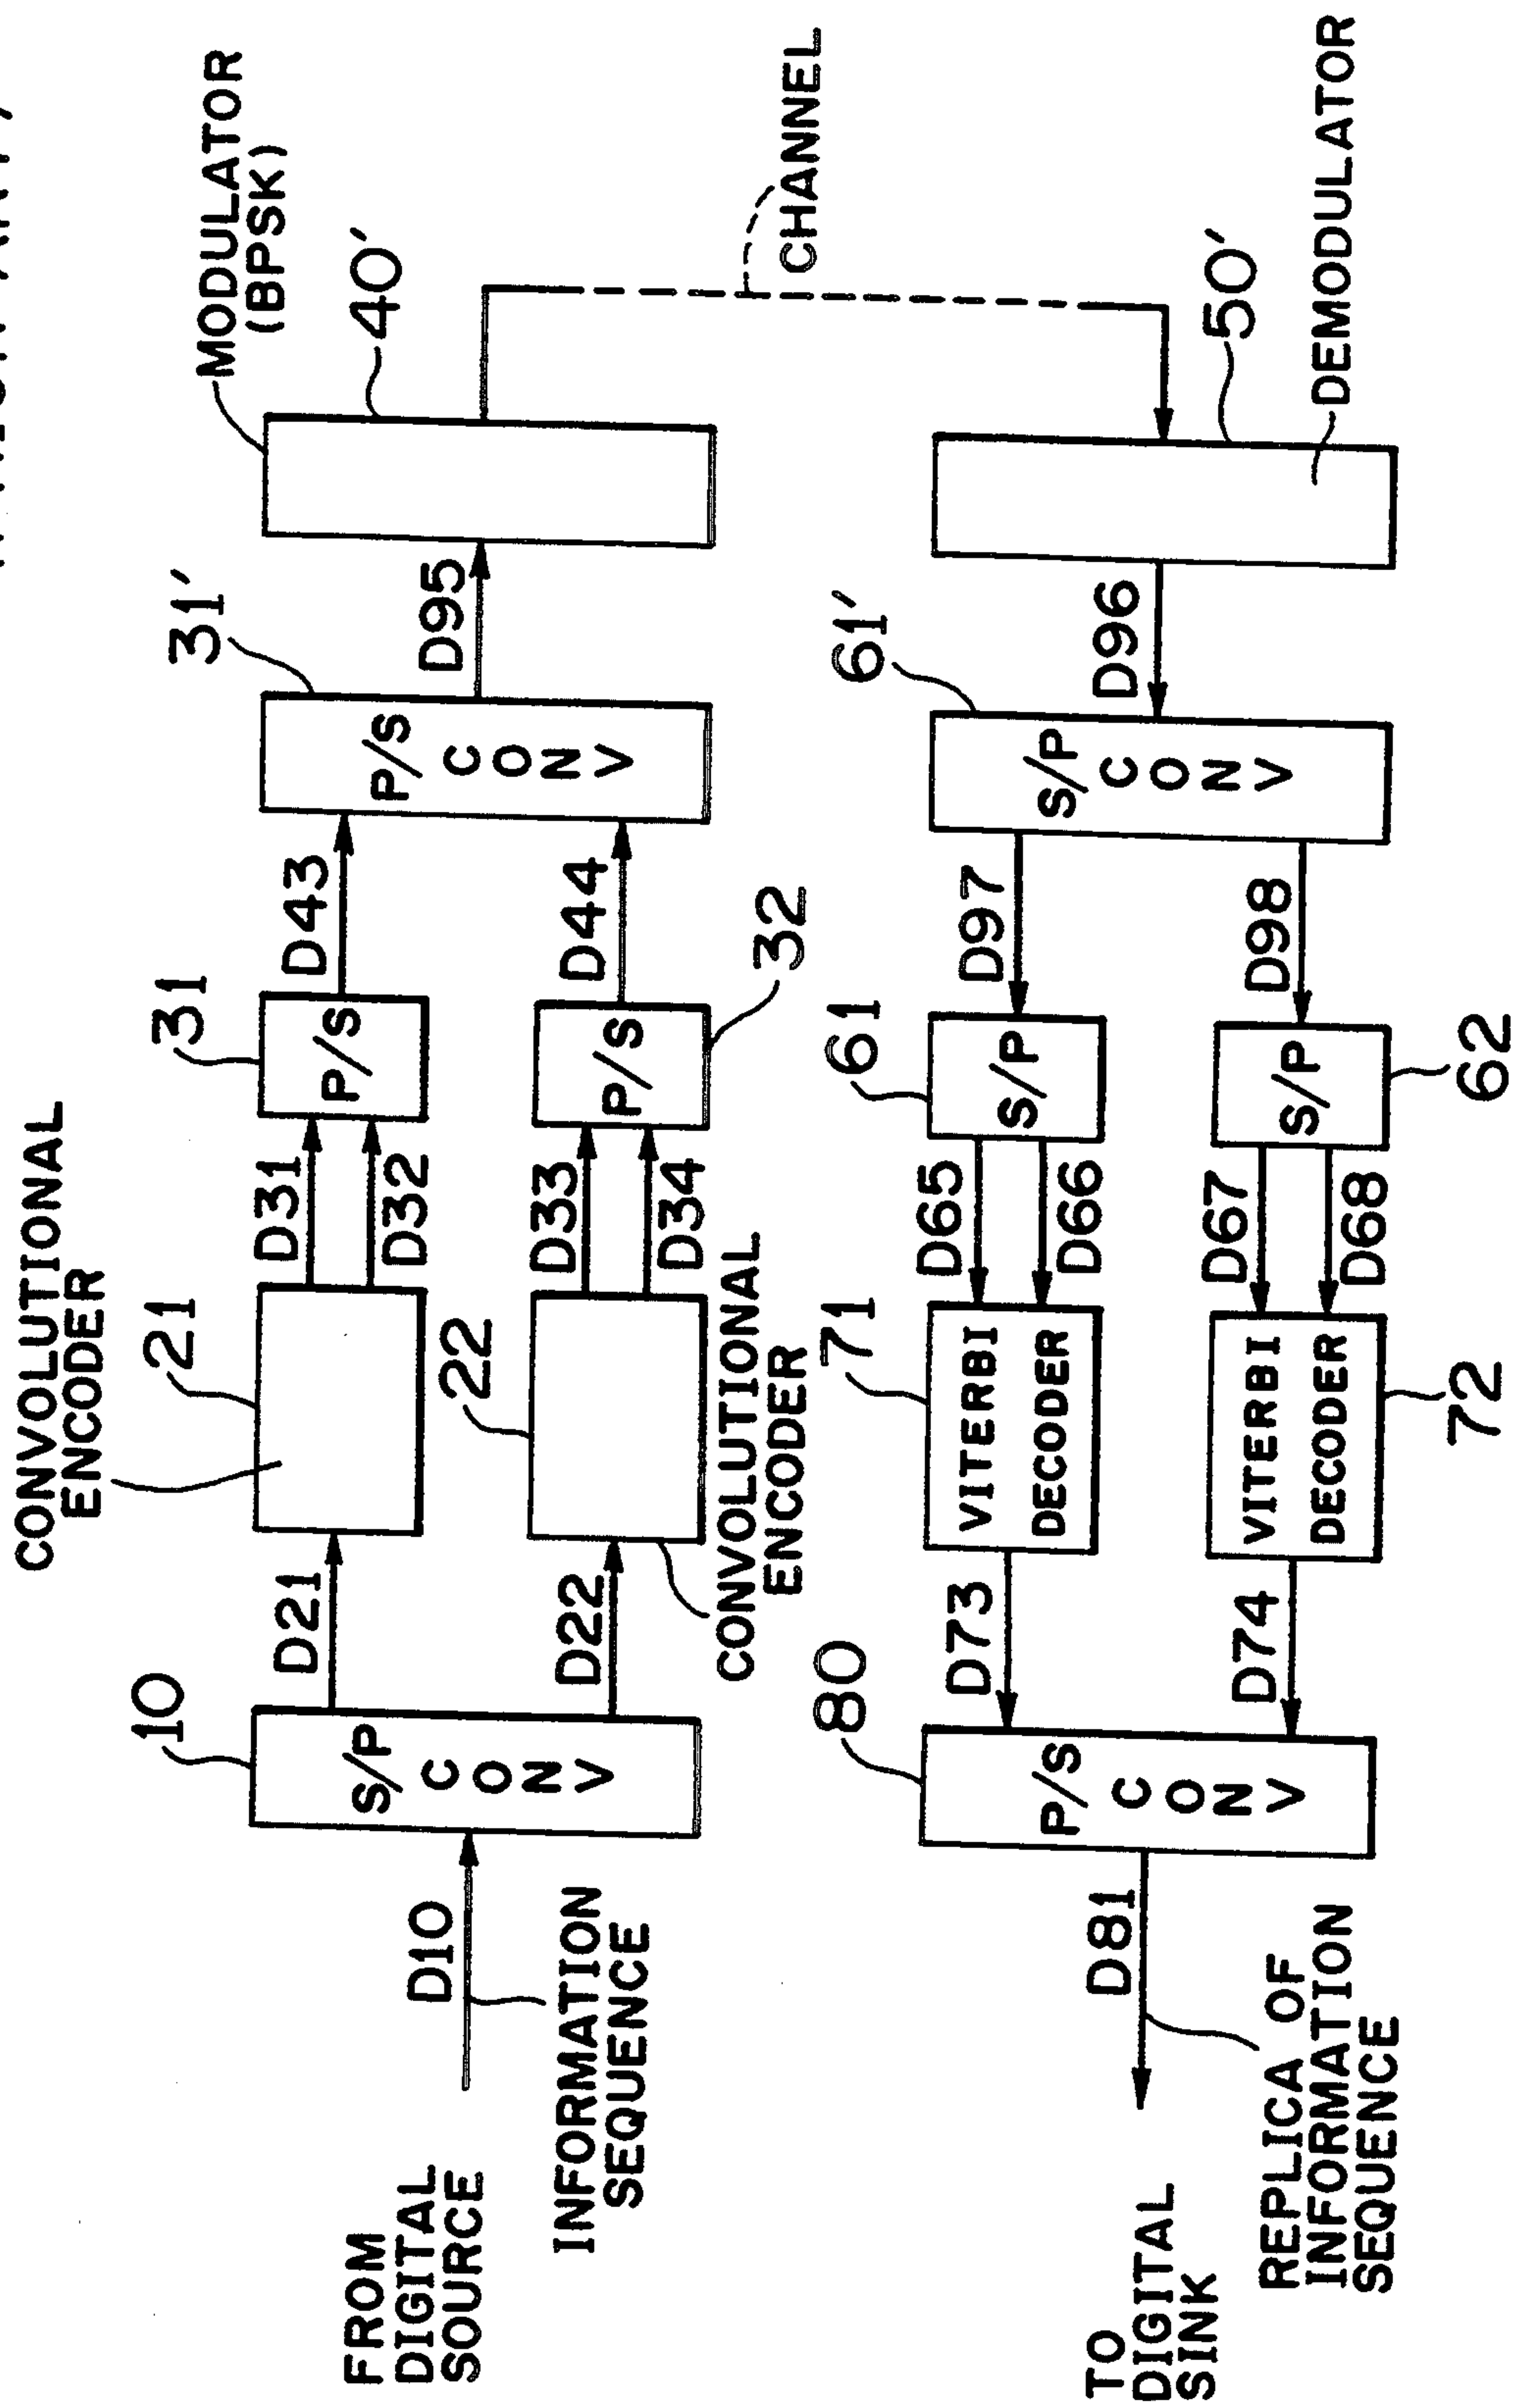 CONVOLUTIONAL
ENCODER
MODULATOR
(BPSK)
10
21
31
31'
40'
FROM
DIGITAL
SOURCE
D10
INFORMATION
SEQUENCE
S/P
CONV
D21
D22
22
CONVOLUTIONAL
ENCODER
D31
D32
D33
D34
P/S
P/S
32
D43
D44
P/S
CONV
D95
CHANNEL
80
71
61
61'
50'
TO
DIGITAL
SINK
D81
REPLICA OF
INFORMATION
SEQUENCE
P/S
CONV
D73
D74
VITERBI
DECODER
VITERBI
DECODER
72
D65
D66
D67
D68
S/P
S/P
62
D97
D98
S/P
CONV
D96
DEMODULATOR